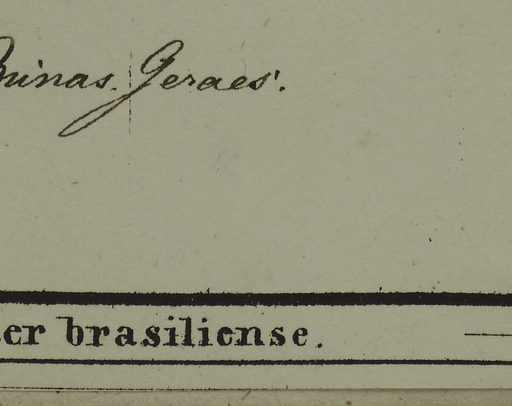 Minas Geraes.
er brasiliense.